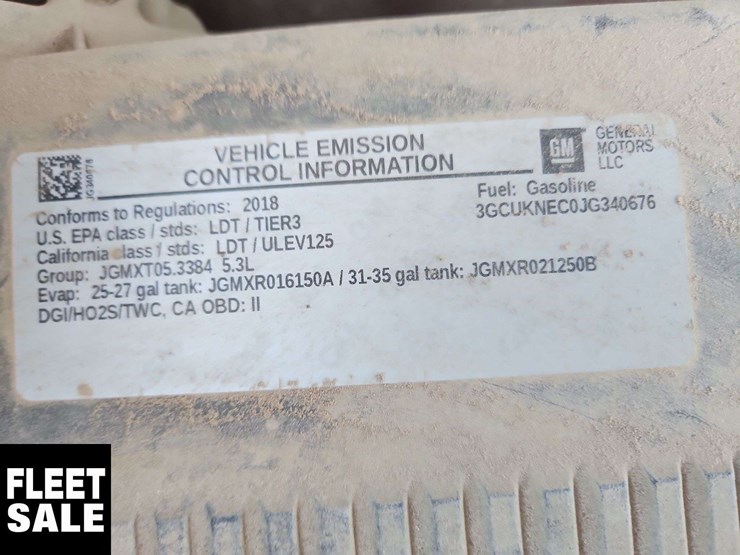 VEHICLE EMISSION
CONTROL INFORMATION
GM
GENERAL
MOTORS
LLC
JG340676
Conforms to Regulations: 2018
Fuel: Gasoline
U.S. EPA class / stds: LDT / TIER3
3GCUKNEC0JG340676
California class / stds: LDT / ULEV125
Group: JGMXT05.3384 5.3L
Evap: 25-27 gal tank: JGMXR016150A / 31-35 gal tank: JGMXR021250B
DGI/HO2S/TWC, CA OBD: II
FLEET
SALE